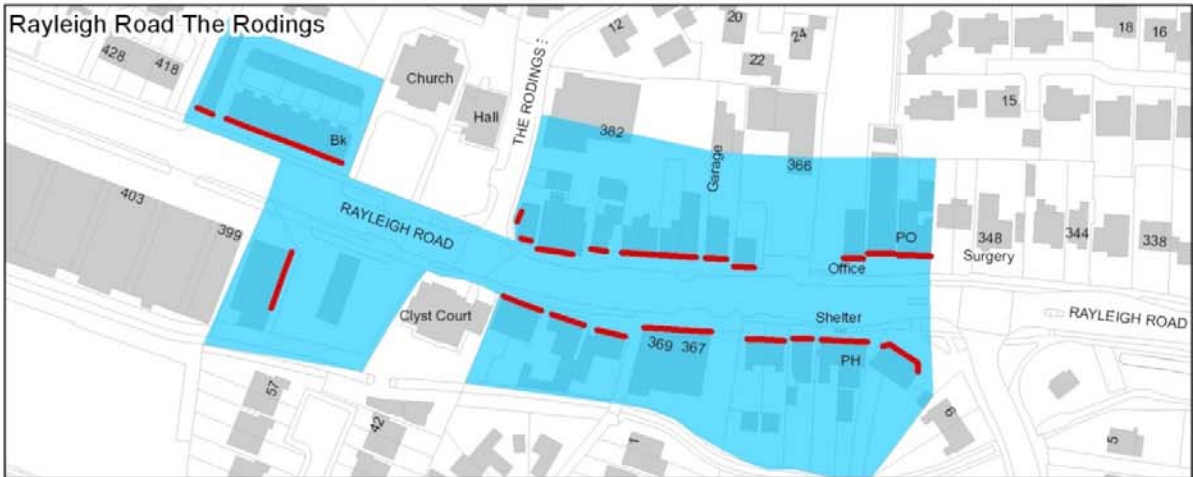 Rayleigh Road The Rodings
428
418
Church
Hall
THE RODINGS
12
20
22
24
18
16
15
382
Garage
366
Bk
403
399
RAYLEIGH ROAD
PO
Office
348
Surgery
344
338
Clyst Court
Shelter
RAYLEIGH ROAD
369 367
PH
57
42
1
9
5